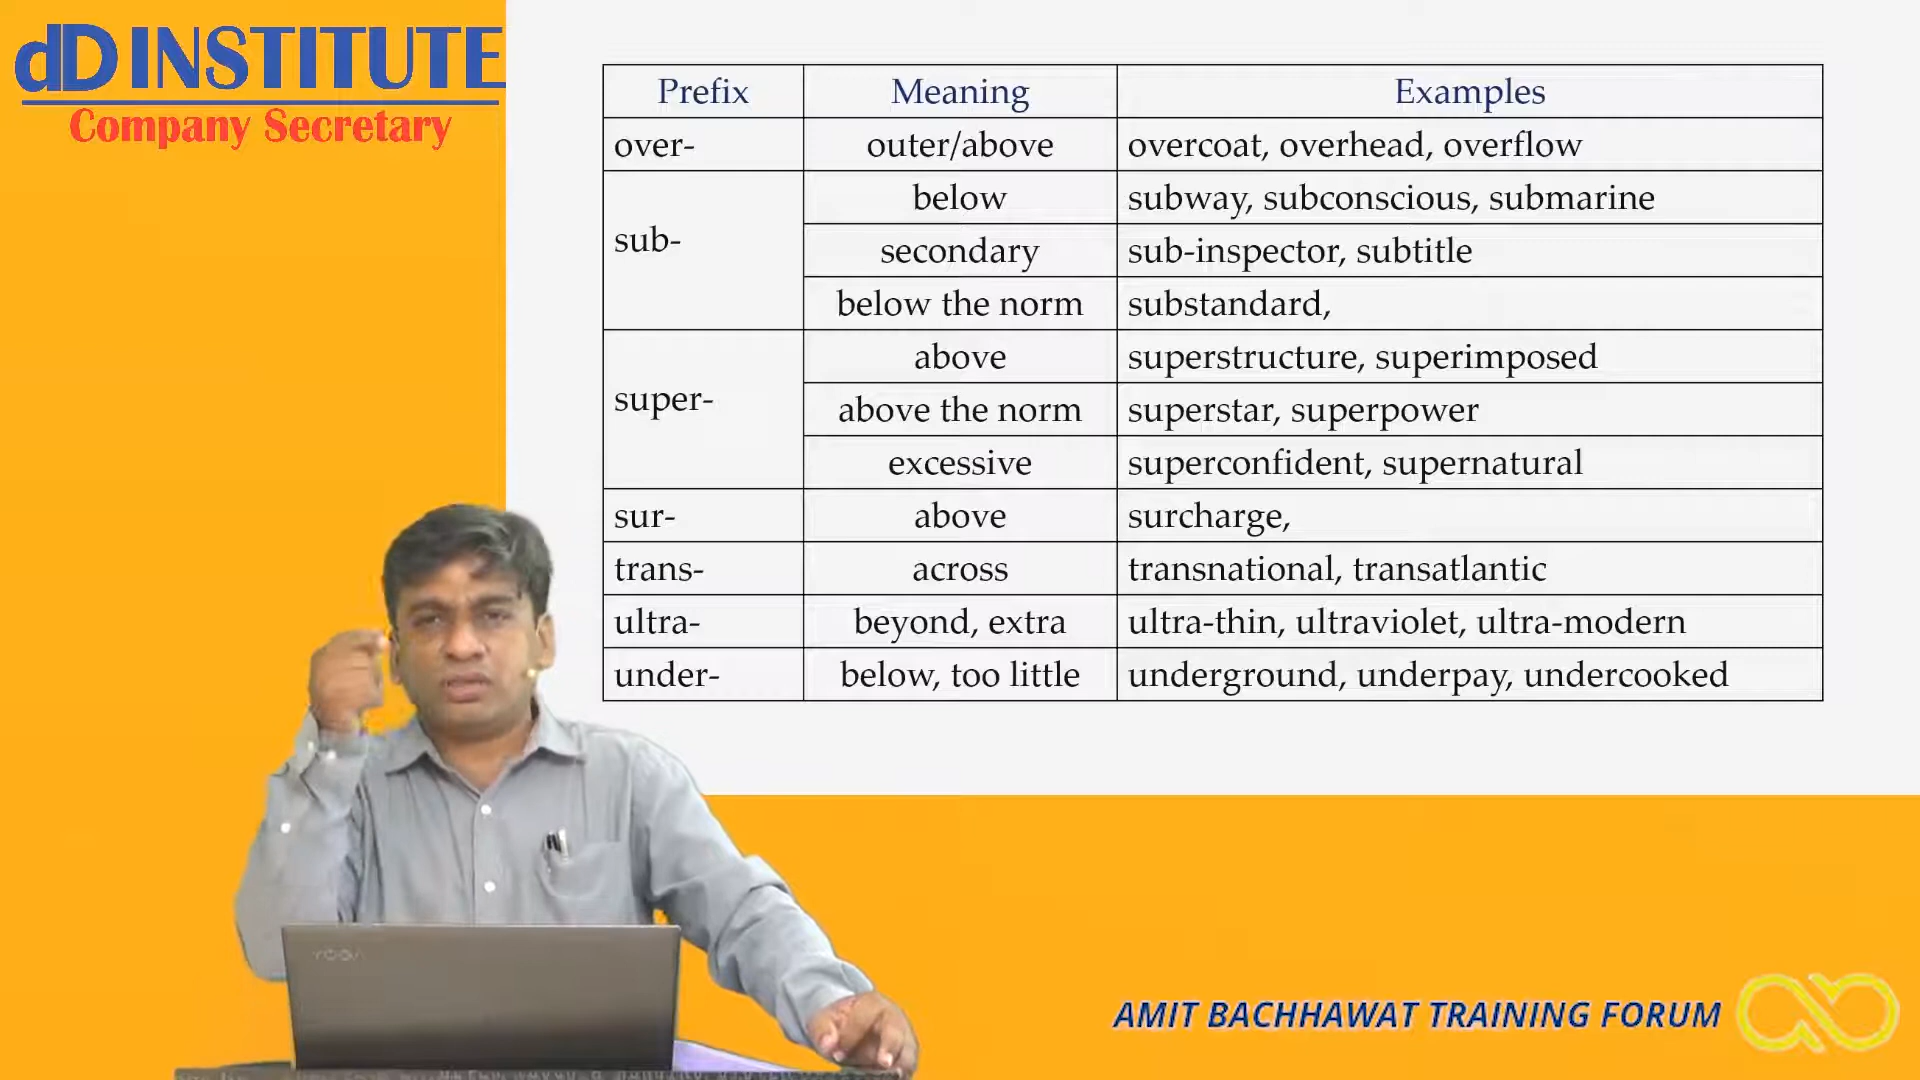 dD INSTITUTE
Company Secretary
Prefix Meaning Examples
over- outer/above overcoat, overhead, overflow
sub- below subway, subconscious, submarine
secondary sub-inspector, subtitle
below the norm substandard,
super- above superstructure, superimposed
above the norm superstar, superpower
excessive superconfident, supernatural
sur- above surcharge,
trans- across transnational, transatlantic
ultra- beyond, extra ultra-thin, ultraviolet, ultra-modern
under- below, too little underground, underpay, undercooked
YOGA
AMIT BACHHAWAT TRAINING FORUM